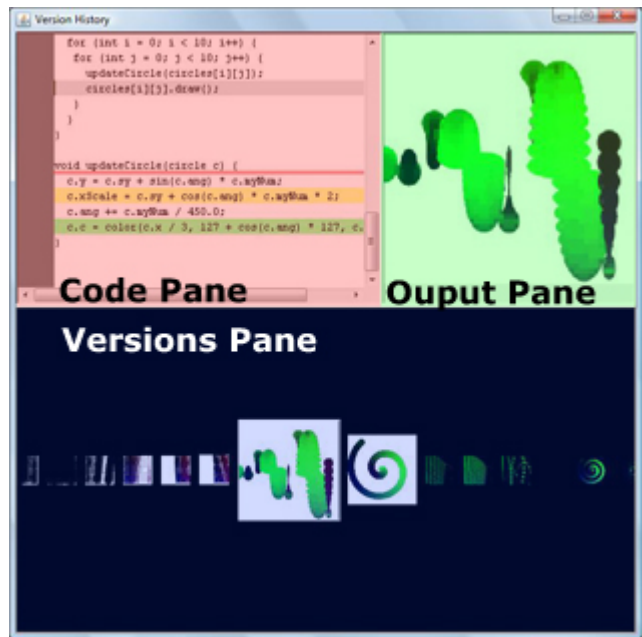 Version History
for (int i = 0; i < 10; i++) {
for (int j = 0; j < 10; j++) {
updateCircle(circles[i][j]);
circles[i][j].draw();
}
}
}
void updateCircle(circle c) {
c.y = c.sy + sin(c.ang) * c.myNum;
c.xScale = c.sy + cos(c.ang) * c.myNum * 2;
c.ang += c.myNum / 450.0;
c.c = color(c.x / 3, 127 + cos(c.ang) * 127, c.
}
Code Pane
Ouput Pane
Versions Pane